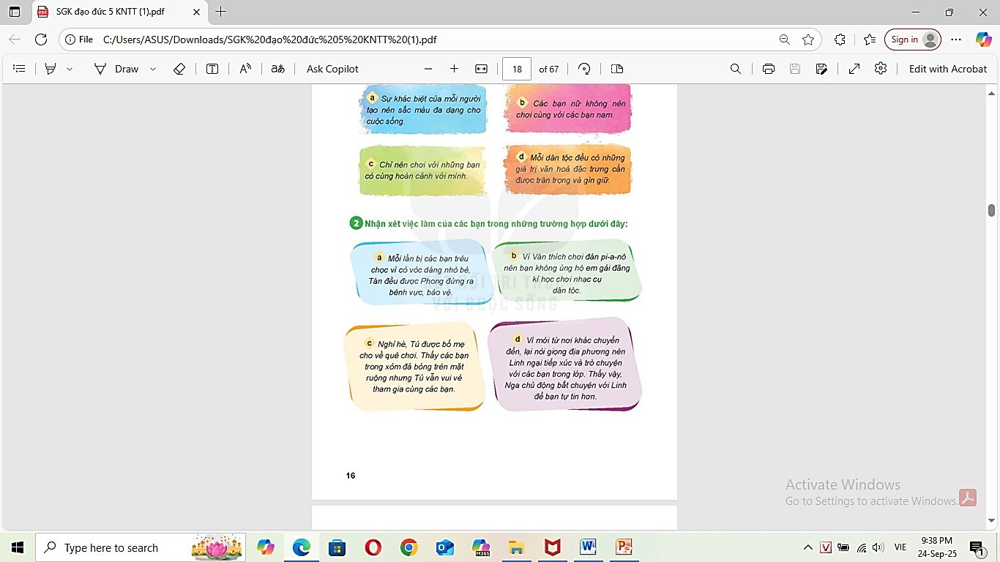 SGK đạo đức 5 KNTT (1).pdf
File C:/Users/ASUS/Downloads/SGK%20đạo%20đức%205%20KNTT%20(1).pdf
Sign in
Draw
Ask Copilot
18 of 67
Edit with Acrobat
a Sự khác biệt của mỗi người
tạo nên sắc màu đa dạng cho
cuộc sống.
b Các bạn nữ không nên
chơi cùng với các bạn nam.
c Chỉ nên chơi với những bạn
có cùng hoàn cảnh với mình.
d Mỗi dân tộc đều có những
giá trị văn hoá đặc trưng cần
được trân trọng và gìn giữ.
2 Nhận xét việc làm của các bạn trong những trường hợp dưới đây:
a Mỗi lần bị các bạn trêu
chọc vì có vóc dáng nhỏ bé,
Tân đều được Phong đứng ra
bênh vực, bảo vệ.
b Vì Vân thích chơi đàn pi-a-nô
nên bạn không ủng hộ em gái đăng
kí học chơi nhạc cụ
dân tộc.
KẾT NỐI TRI THỨC
VỚI CUỘC SỐNG
c Nghỉ hè, Tú được bố mẹ
cho về quê chơi. Thấy các bạn
trong xóm đá bóng trên mặt
ruộng nhưng Tú vẫn vui vẻ
tham gia cùng các bạn.
d Vì mới từ nơi khác chuyển
đến, lại nói giọng địa phương nên
Linh ngại tiếp xúc và trò chuyện
với các bạn trong lớp. Thấy vậy,
Nga chủ động bắt chuyện với Linh
để bạn tự tin hơn.
16
Activate Windows
Go to Settings to activate Windows.
Type here to search
VIE
9:38 PM
24-Sep-25